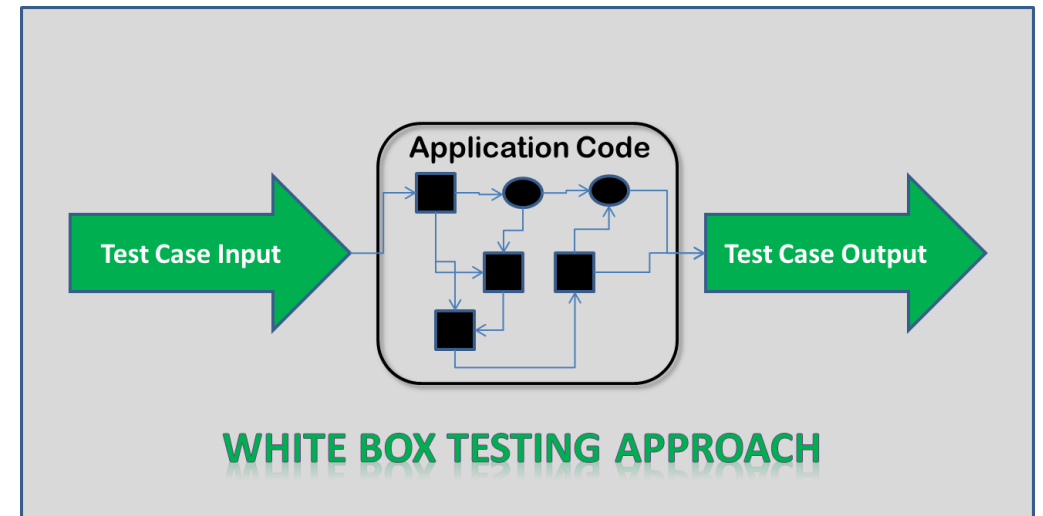 Application Code
Test Case Input
Test Case Output
WHITE BOX TESTING APPROACH